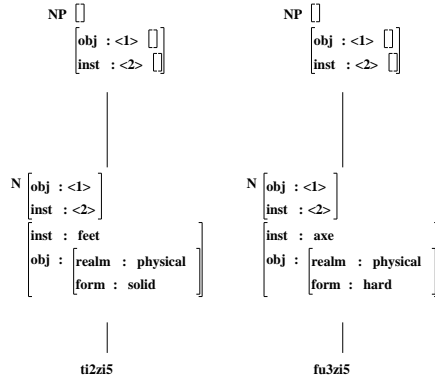 NP []
obj : <1> []
inst : <2> []
N
obj : <1>
inst : <2>
inst : feet
obj :
realm : physical
form : solid
ti2zi5
NP []
obj : <1> []
inst : <2> []
N
obj : <1>
inst : <2>
inst : axe
obj :
realm : physical
form : hard
fu3zi5